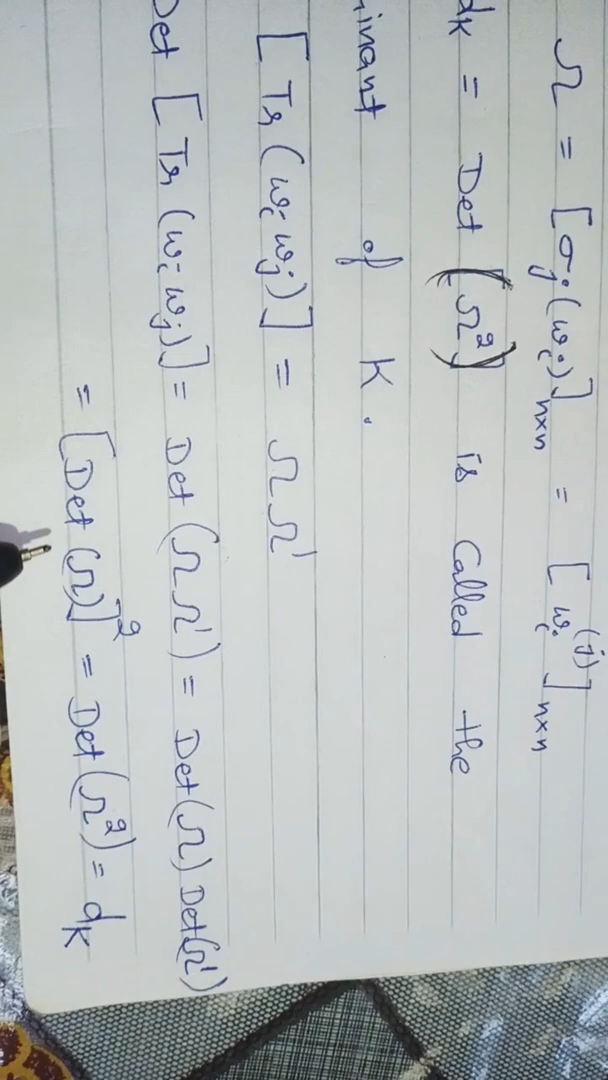 Ω = [σj(ωi)]n×n = [ωi(j)]n×n
dK = Det (Ω²) is called the
inant of K.
[Tr(ωiωj)] = ΩΩ'
Det [Tr(ωiωj)] = Det(ΩΩ') = Det(Ω) Det(Ω')
= [Det(Ω)]² = Det(Ω²) = dK